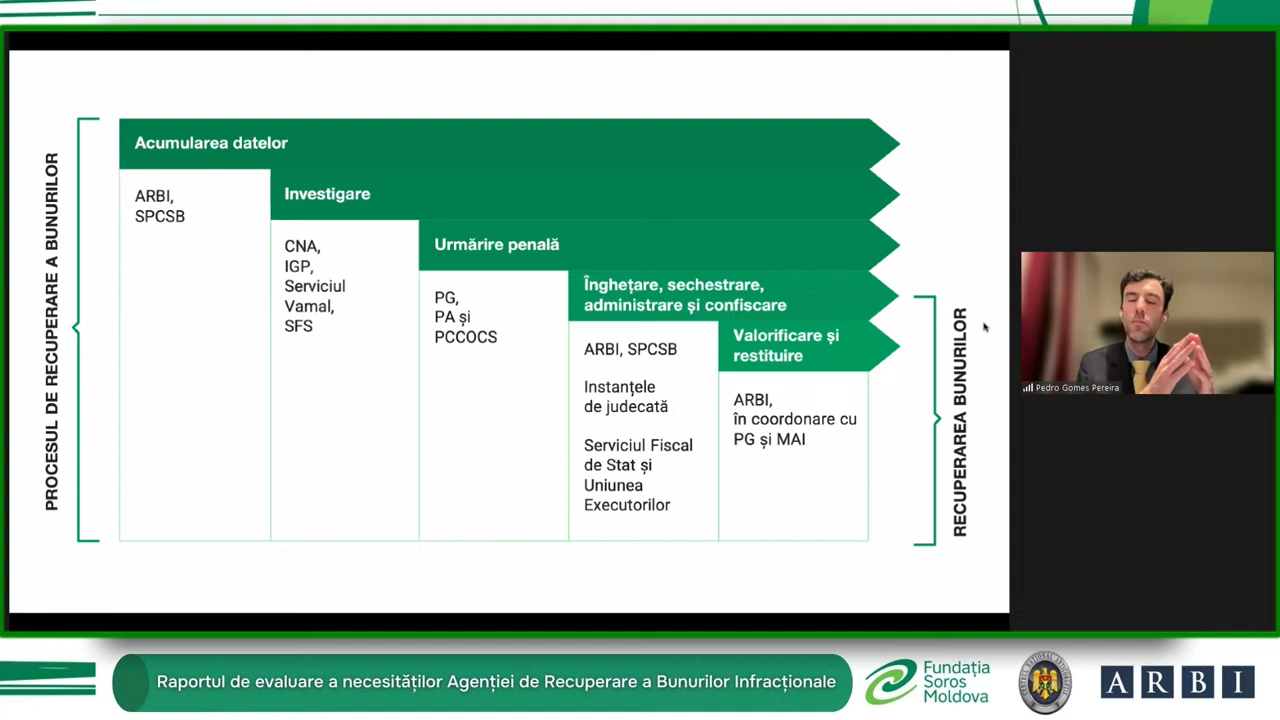 PROCESUL DE RECUPERARE A BUNURILOR
Acumularea datelor
ARBI,
SPCSB
Investigare
CNA,
IGP,
Serviciul
Vamal,
SFS
Urmărire penală
PG,
PA și
PCCOCS
Înghețare, sechestrare,
administrare și confiscare
ARBI, SPCSB
Instanțele
de judecată
Serviciul Fiscal
de Stat și
Uniunea
Executorilor
Valorificare și
restituire
ARBI,
în coordonare cu
PG și MAI
RECUPERAREA BUNURILOR
Pedro Gomes Pereira
Raportul de evaluare a necesităților Agenției de Recuperare a Bunurilor Infracționale
Fundația
Soros
Moldova
ARBI